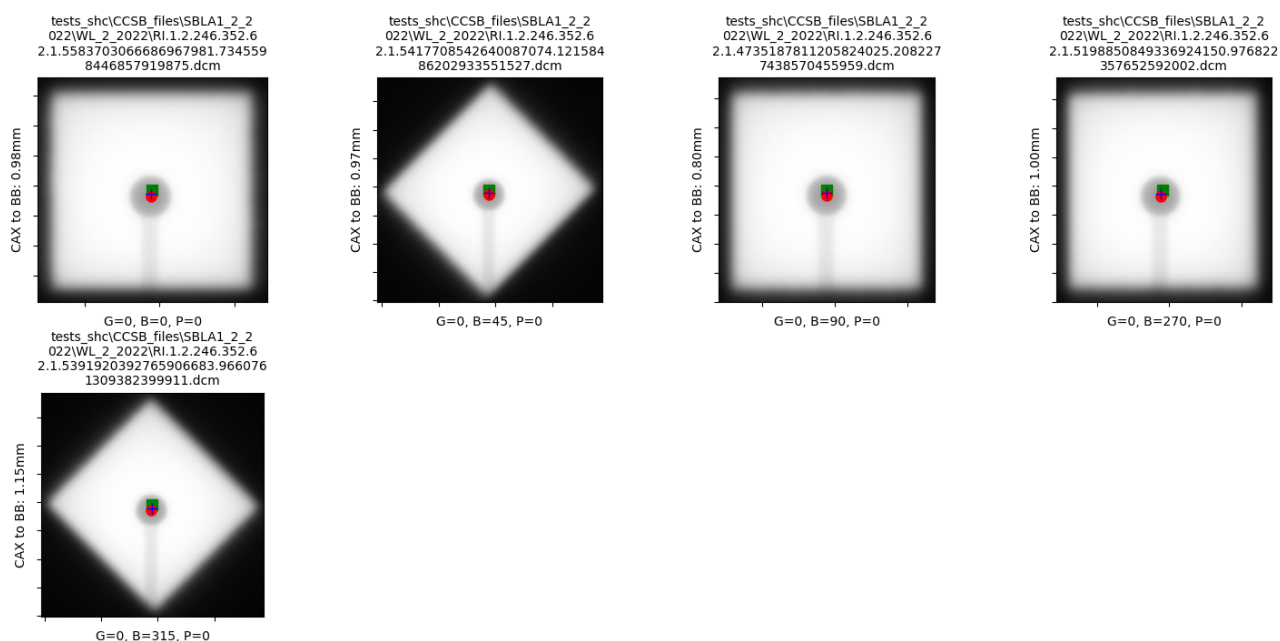 tests_shc\CCSB_files\SBLA1_2_2
022\WL_2_2022\RI.1.2.246.352.6
2.1.5583703066686967981.734559
8446857919875.dcm
CAX to BB: 0.98mm
G=0, B=0, P=0
tests_shc\CCSB_files\SBLA1_2_2
022\WL_2_2022\RI.1.2.246.352.6
2.1.5417708542640087074.121584
86202933551527.dcm
CAX to BB: 0.97mm
G=0, B=45, P=0
tests_shc\CCSB_files\SBLA1_2_2
022\WL_2_2022\RI.1.2.246.352.6
2.1.4735187811205824025.208227
7438570455959.dcm
CAX to BB: 0.80mm
G=0, B=90, P=0
tests_shc\CCSB_files\SBLA1_2_2
022\WL_2_2022\RI.1.2.246.352.6
2.1.5198850849336924150.976822
357652592002.dcm
CAX to BB: 1.00mm
G=0, B=270, P=0
tests_shc\CCSB_files\SBLA1_2_2
022\WL_2_2022\RI.1.2.246.352.6
2.1.5391920392765906683.966076
1309382399911.dcm
CAX to BB: 1.15mm
G=0, B=315, P=0